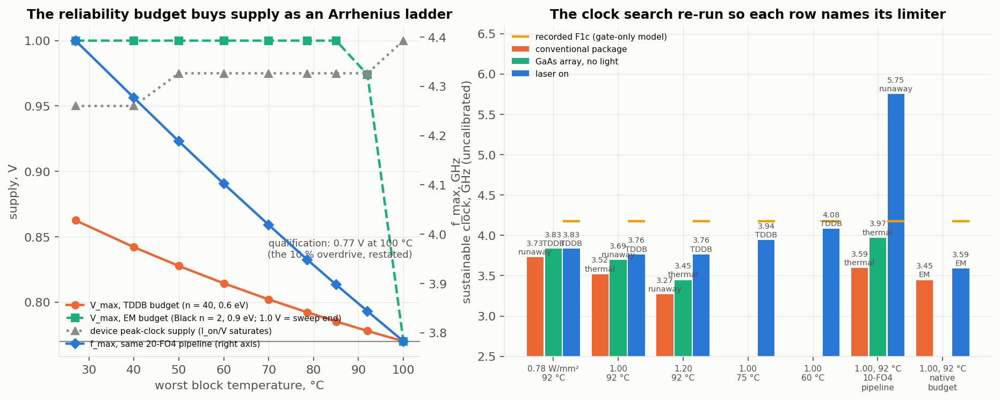 The reliability budget buys supply as an Arrhenius ladder
supply, V
1.00
0.95
0.90
0.85
0.80
4.4
4.3
4.2
4.1
4.0
3.9
3.8
f_max, GHz
qualification: 0.77 V at 100 °C
(the 10 % overdrive, restated)
V_max, TDDB budget (n = 40, 0.6 eV)
V_max, EM budget (Black n = 2, 0.9 eV; 1.0 V = sweep end)
device peak-clock supply (I_on/V saturates)
f_max, same 20-FO4 pipeline (right axis)
30 40 50 60 70 80 90 100
worst block temperature, °C
The clock search re-run so each row names its limiter
sustainable clock, GHz (uncalibrated)
6.5
6.0
5.5
5.0
4.5
4.0
3.5
3.0
2.5
recorded F1c (gate-only model)
conventional package
GaAs array, no light
laser on
3.73
runaway
3.83
TDDB
3.83
TDDB
3.52
thermal
3.69
runaway
3.76
TDDB
3.27
runaway
3.45
thermal
3.76
TDDB
3.94
TDDB
4.08
TDDB
3.59
thermal
3.97
thermal
5.75
runaway
3.45
EM
3.59
EM
0.78 W/mm²
92 °C
1.00
92 °C
1.20
92 °C
1.00
75 °C
1.00
60 °C
1.00, 92 °C
10-FO4
pipeline
1.00, 92 °C
native
budget